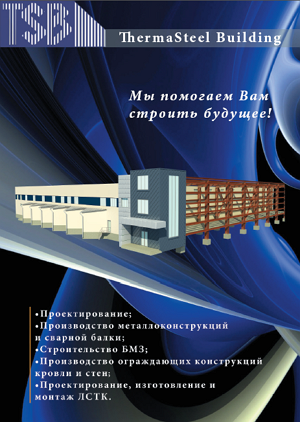 TSB
ThermaSteel Building
Мы помогаем Вам
строить будущее!
•Проектирование;
•Производство металлоконструкций
и сварной балки;
•Строительство БМЗ;
•Производство ограждающих конструкций
кровли и стен;
•Проектирование, изготовление и
монтаж ЛСТК.